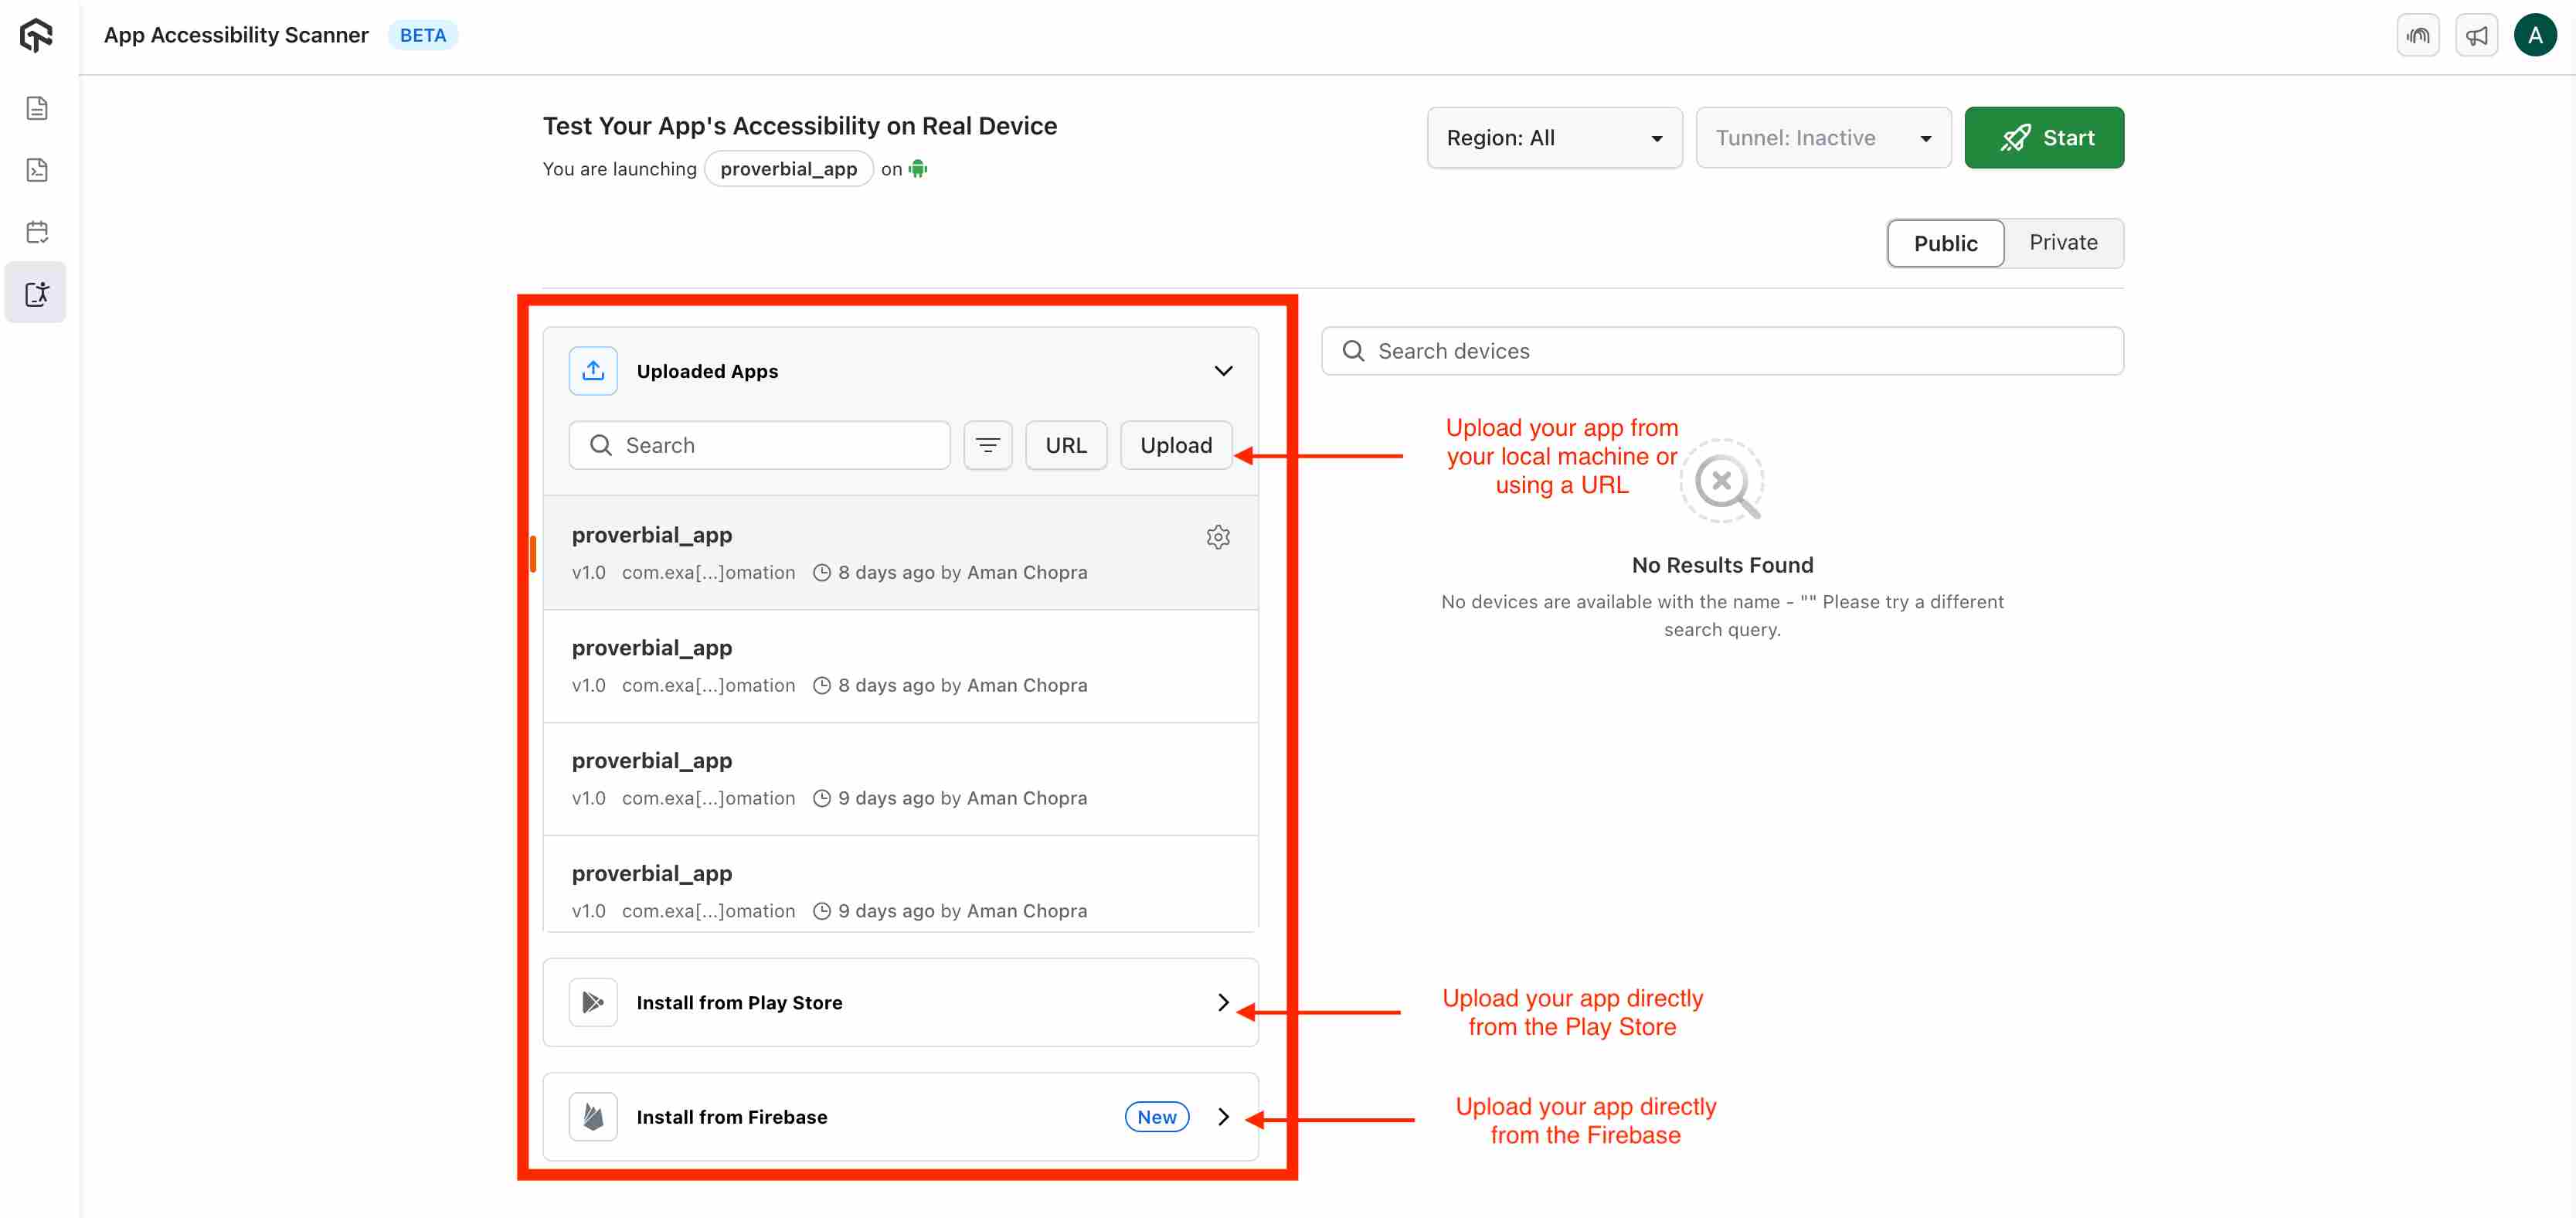 App Accessibility Scanner BETA
A
Test Your App's Accessibility on Real Device
You are launching proverbial_app on
Region: All
Tunnel: Inactive
Start
Public
Private
Uploaded Apps
Search
URL
Upload
proverbial_app
v1.0 com.exa[...]omation 8 days ago by Aman Chopra
proverbial_app
v1.0 com.exa[...]omation 8 days ago by Aman Chopra
proverbial_app
v1.0 com.exa[...]omation 9 days ago by Aman Chopra
proverbial_app
v1.0 com.exa[...]omation 9 days ago by Aman Chopra
Install from Play Store
Install from Firebase
New
Search devices
Upload your app from
your local machine or
using a URL
No Results Found
No devices are available with the name - "" Please try a different
search query.
Upload your app directly
from the Play Store
Upload your app directly
from the Firebase